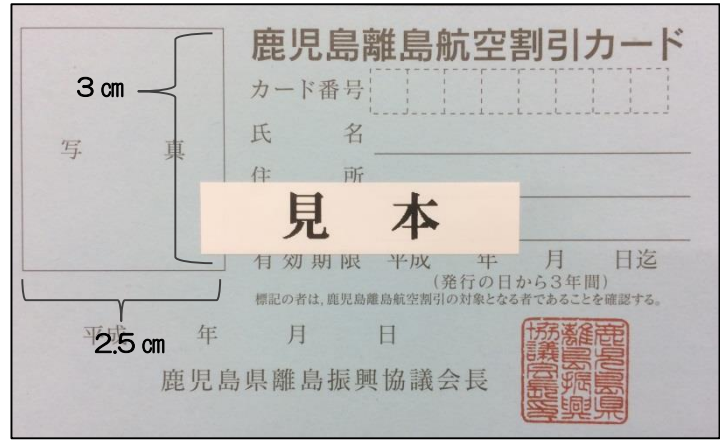 鹿児島離島航空割引カード
3㎝
カード番号
写 真
氏 名
住 所
見 本
有効期限 平成 年 月 日迄
(発行の日から3年間)
標記の者は、鹿児島離島航空割引の対象となる者であることを確認する。
平成 年 月 日
2.5㎝
鹿児島県離島振興協議会長
鹿児島県
離島振興
協議会長印